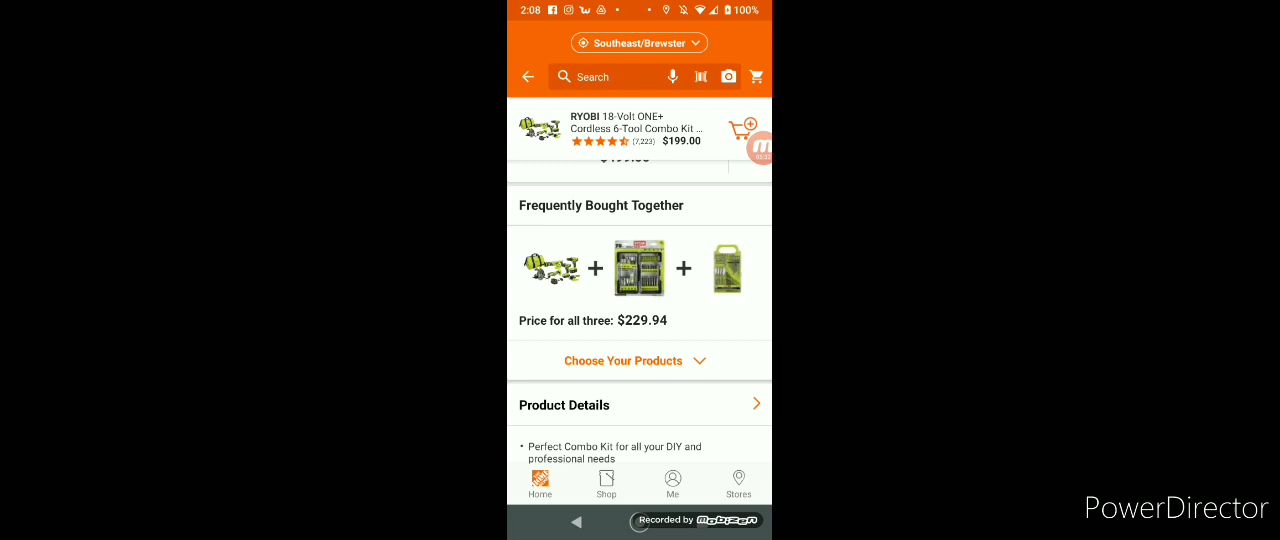 2:08
100%
Southeast/Brewster
Search
RYOBI 18-Volt ONE+
Cordless 6-Tool Combo Kit ...
(7,223) $199.00
Frequently Bought Together
Price for all three: $229.94
Choose Your Products
Product Details
• Perfect Combo Kit for all your DIY and
professional needs
Home Shop Me Stores
Recorded by mobizen
PowerDirector